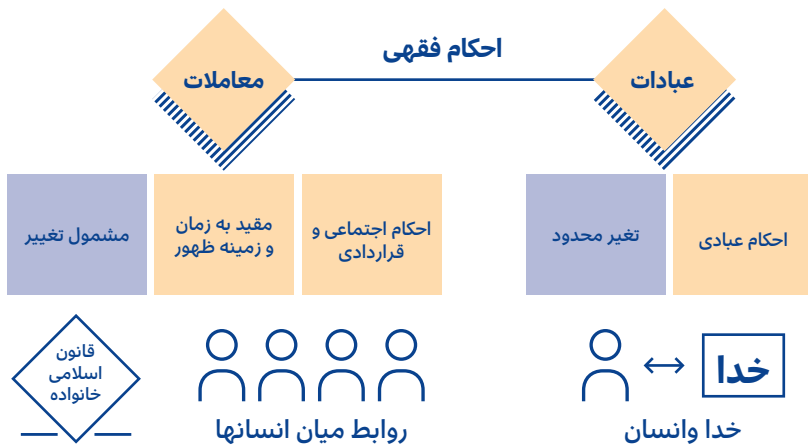 احکام فقهی
عبادات
معاملات
احکام عبادی
تغیر محدود
احکام اجتماعی و
قراردادی
مقید به زمان
و زمینه ظهور
مشمول تغییر
خدا
خدا وانسان
روابط میان انسانها
قانون
اسلامی
خانواده